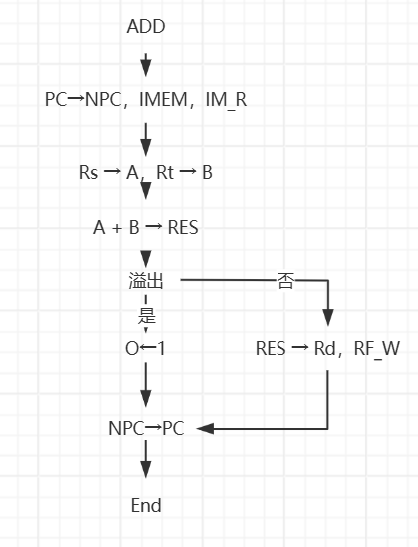 ADD
PC→NPC，IMEM，IM_R
Rs → A，Rt → B
A + B → RES
溢出
否
是
O←1
RES → Rd，RF_W
NPC→PC
End